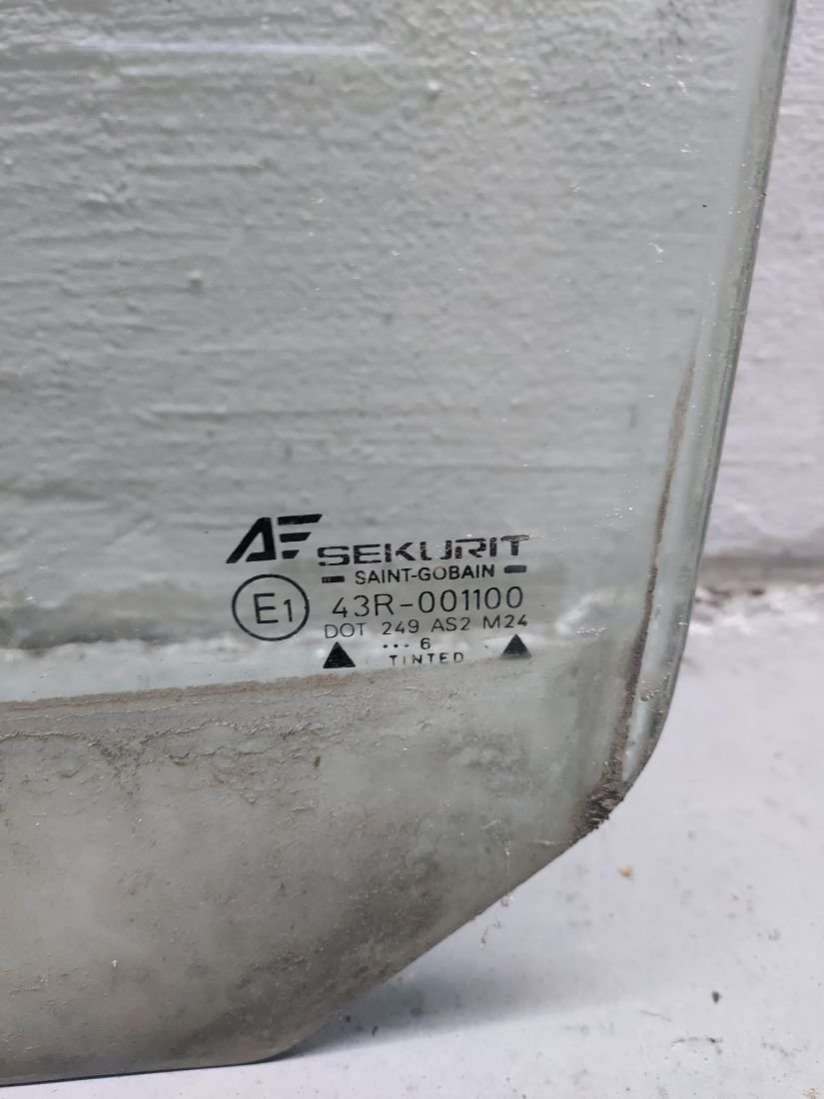 AF SEKURIT
SAINT-GOBAIN
E1 43R-001100
DOT 249 AS2 M24
... 6
TINTED